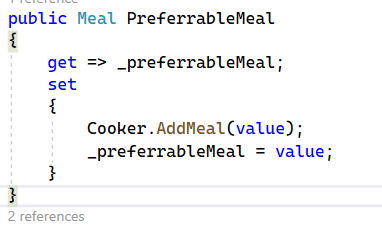 public Meal PreferrableMeal
{
    get => _preferrableMeal;
    set
    {
        Cooker.AddMeal(value);
        _preferrableMeal = value;
    }
}
2 references